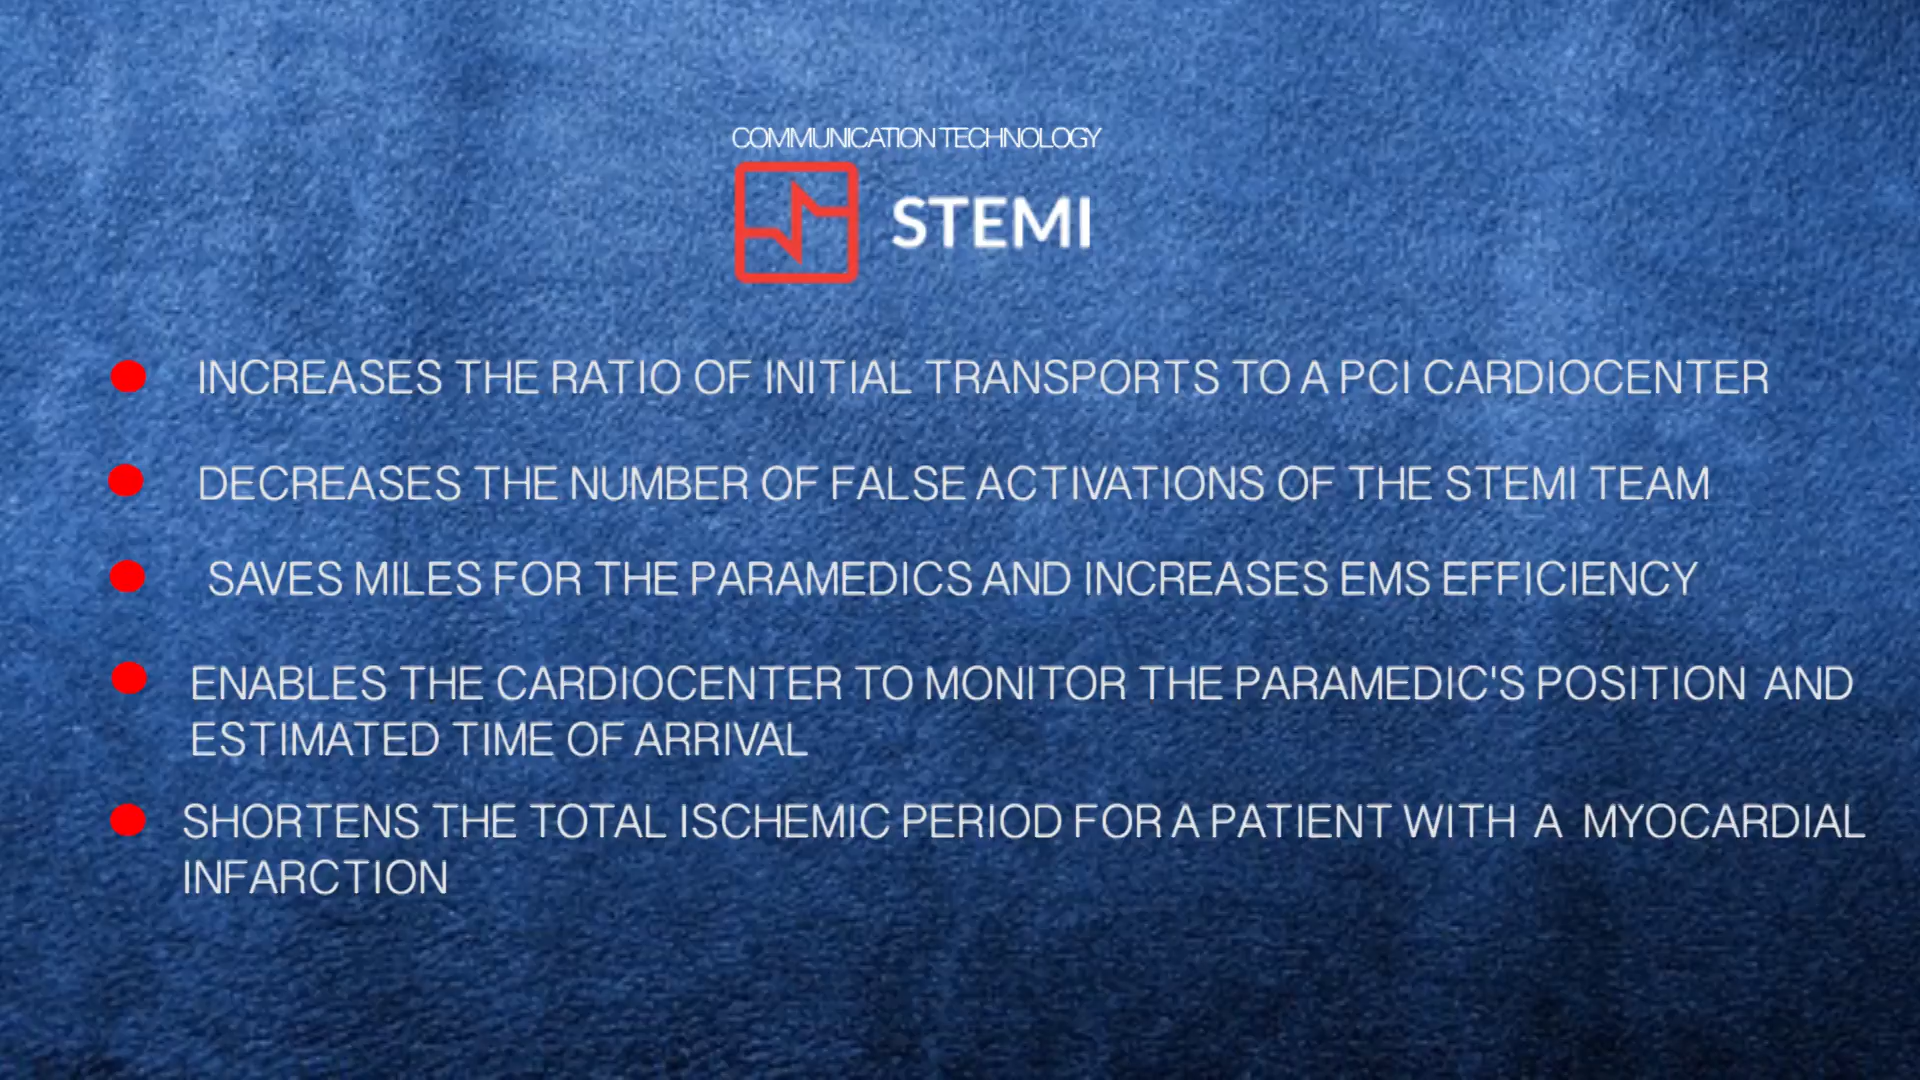 COMMUNICATION TECHNOLOGY
STEMI
INCREASES THE RATIO OF INITIAL TRANSPORTS TO A PCI CARDIOCENTER
DECREASES THE NUMBER OF FALSE ACTIVATIONS OF THE STEMI TEAM
SAVES MILES FOR THE PARAMEDICS AND INCREASES EMS EFFICIENCY
ENABLES THE CARDIOCENTER TO MONITOR THE PARAMEDIC'S POSITION AND
ESTIMATED TIME OF ARRIVAL
SHORTENS THE TOTAL ISCHEMIC PERIOD FOR A PATIENT WITH A MYOCARDIAL
INFARCTION